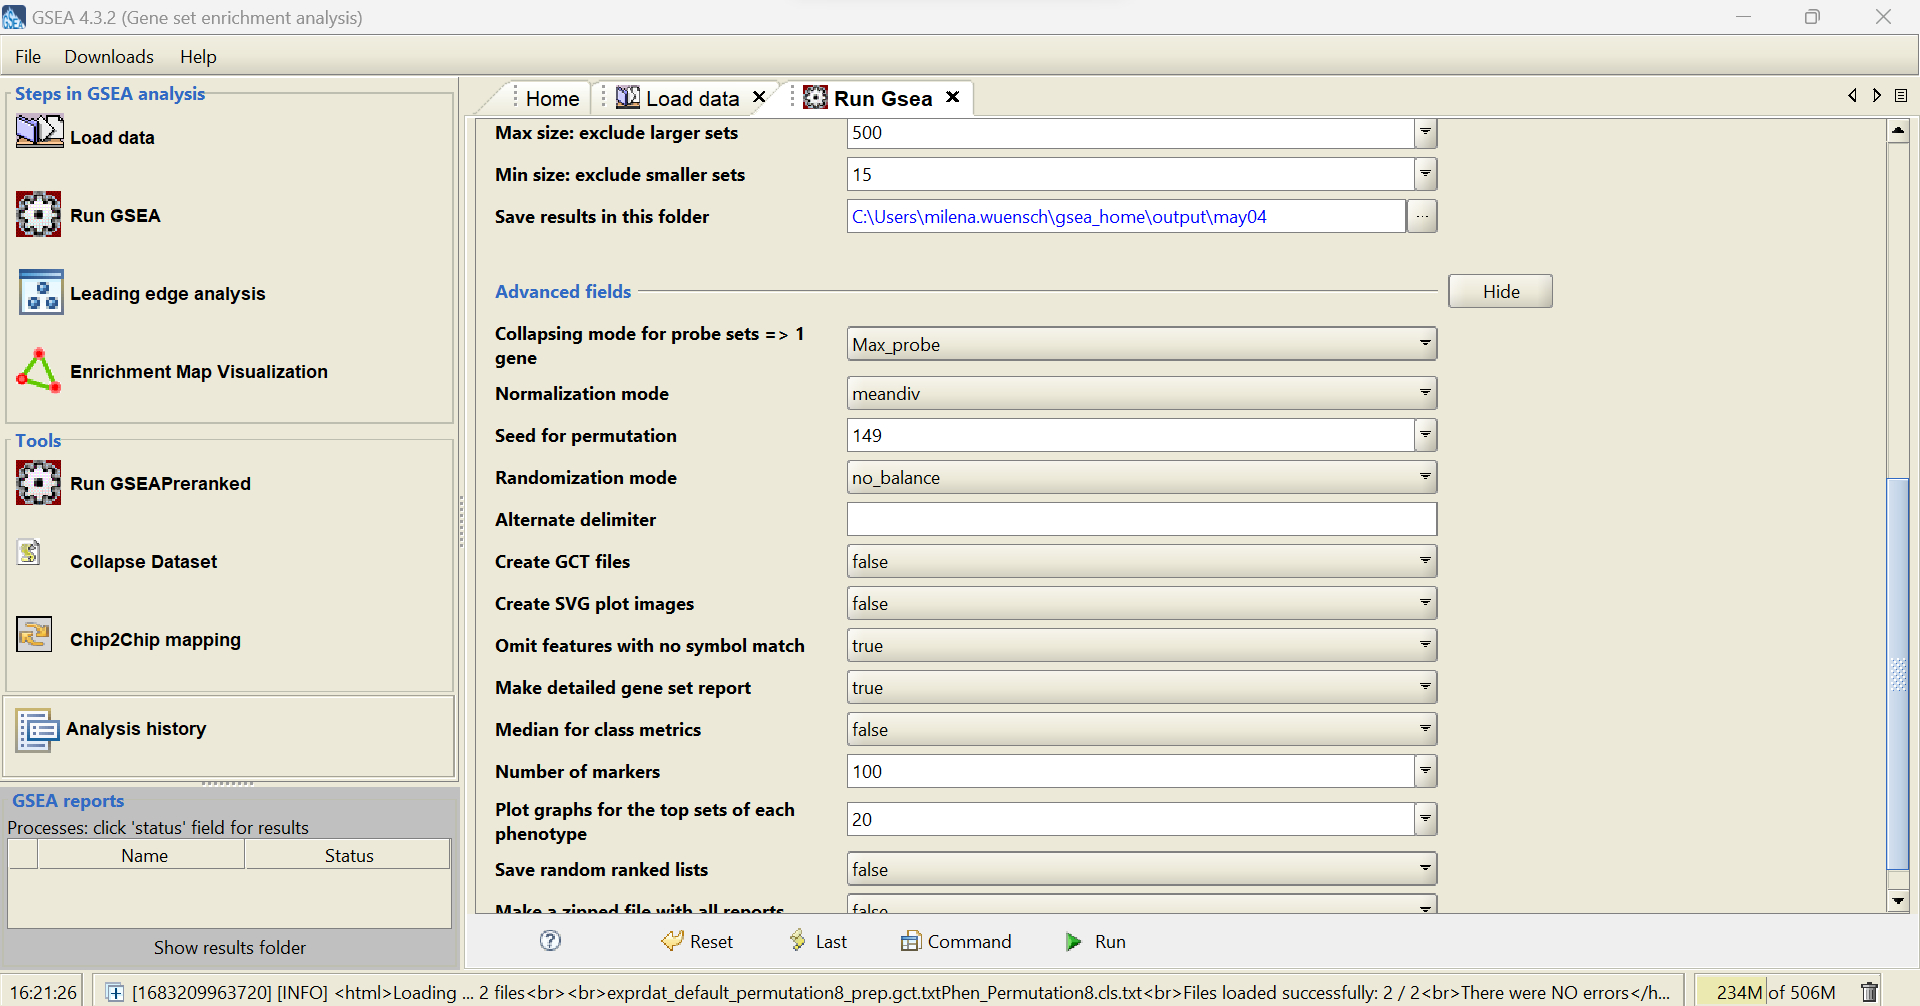 GSEA 4.3.2 (Gene set enrichment analysis)
File Downloads Help
Steps in GSEA analysis
Load data
Run GSEA
Leading edge analysis
Enrichment Map Visualization
Tools
Run GSEAPreranked
Collapse Dataset
Chip2Chip mapping
Analysis history
GSEA reports
Processes: click 'status' field for results
Name Status
Show results folder
Home Load data Run Gsea
Max size: exclude larger sets 500
Min size: exclude smaller sets 15
Save results in this folder C:\Users\milena.wuensch\gsea_home\output\may04 ...
Advanced fields Hide
Collapsing mode for probe sets => 1
gene Max_probe
Normalization mode meandiv
Seed for permutation 149
Randomization mode no_balance
Alternate delimiter
Create GCT files false
Create SVG plot images false
Omit features with no symbol match true
Make detailed gene set report true
Median for class metrics false
Number of markers 100
Plot graphs for the top sets of each
phenotype 20
Save random ranked lists false
Make a zipped file with all reports false
? Reset Last Command Run
16:21:26 [1683209963720] [INFO] <html>Loading ... 2 files<br><br>exprdat_default_permutation8_prep.gct.txtPhen_Permutation8.cls.txt<br>Files loaded successfully: 2 / 2<br>There were NO errors</h... 234M of 506M